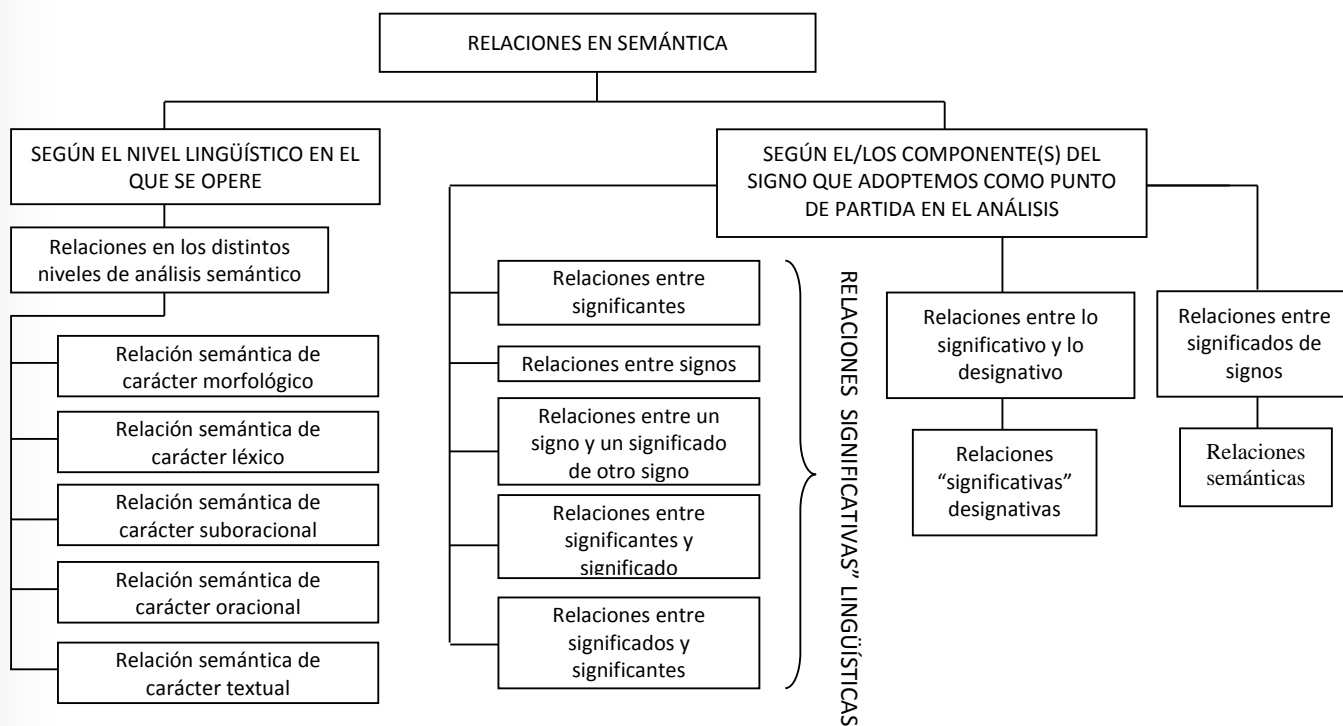 RELACIONES EN SEMÁNTICA
SEGÚN EL NIVEL LINGÜÍSTICO EN EL
QUE SE OPERE
Relaciones en los distintos
niveles de análisis semántico
Relación semántica de
carácter morfológico
Relación semántica de
carácter léxico
Relación semántica de
carácter suboracional
Relación semántica de
carácter oracional
Relación semántica de
carácter textual
SEGÚN EL/LOS COMPONENTE(S) DEL
SIGNO QUE ADOPTEMOS COMO PUNTO
DE PARTIDA EN EL ANÁLISIS
Relaciones entre
significantes
Relaciones entre signos
Relaciones entre un
signo y un significado
de otro signo
Relaciones entre
significantes y
significado
Relaciones entre
significados y
significantes
RELACIONES SIGNIFICATIVAS” LINGÜÍSTICAS
Relaciones entre lo
significativo y lo
designativo
Relaciones
“significativas”
designativas
Relaciones entre
significados de
signos
Relaciones
semánticas